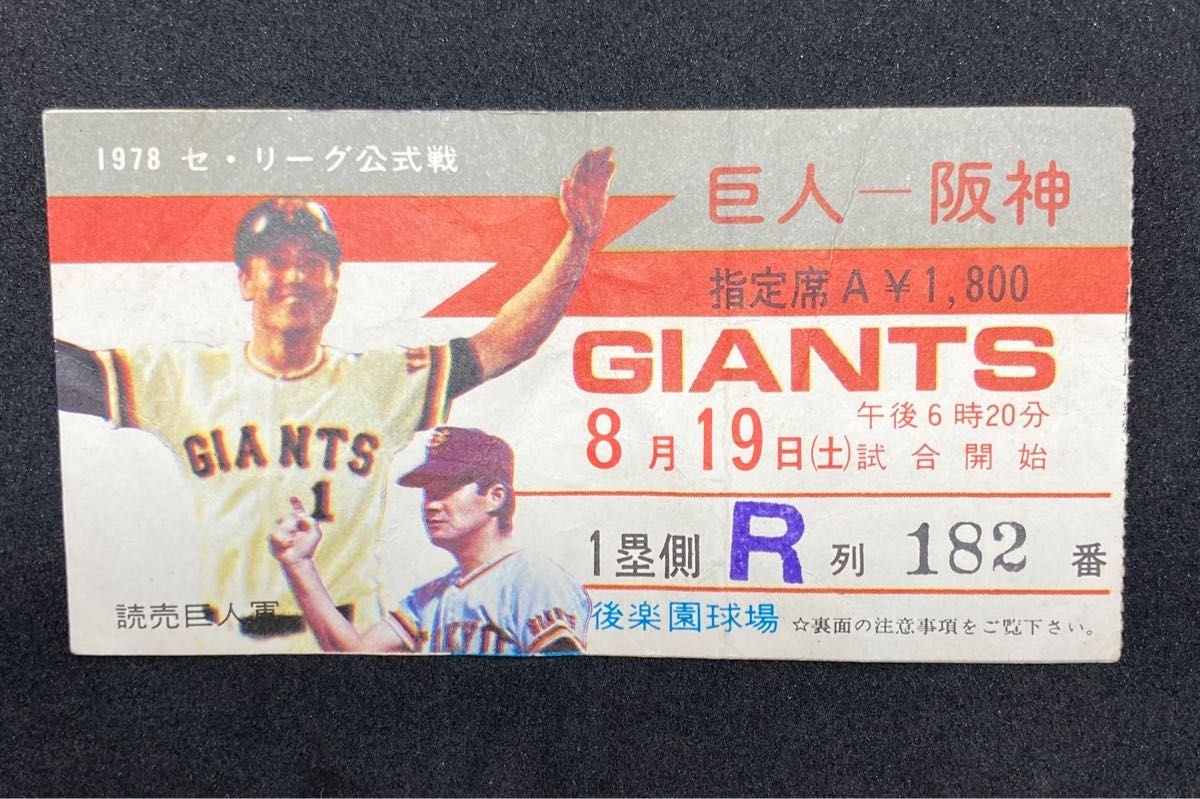 1978 セ・リーグ公式戦
巨人―阪神
指定席A¥1,800
GIANTS
8月19日(土)
午後6時20分
試合開始
GIANTS
1
1塁側 R 列 182 番
読売巨人軍
後楽園球場 ☆裏面の注意事項をご覧下さい。